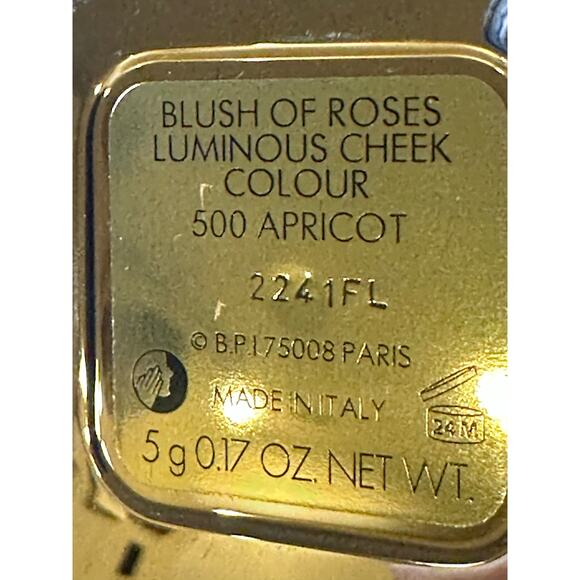 BLUSH OF ROSES
LUMINOUS CHEEK
COLOUR
500 APRICOT
2241FL
© B.P.I 75008 PARIS
MADE IN ITALY
24 M
5 g 0.17 OZ. NET WT.